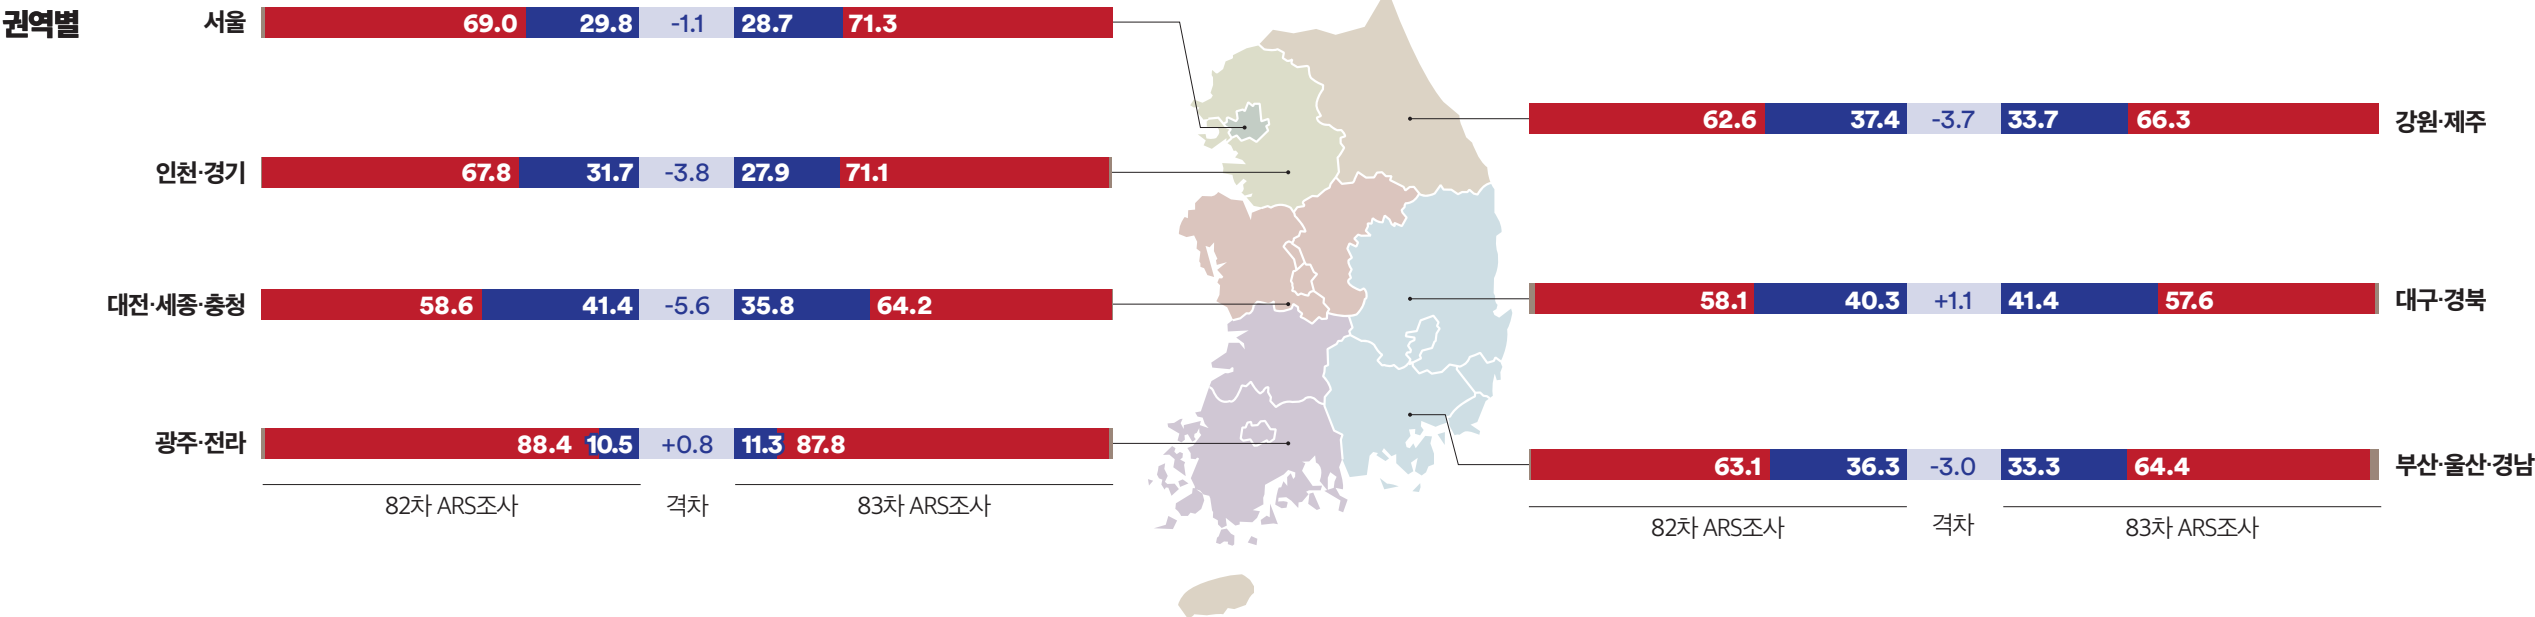 권역별
서울 69.0 29.8 -1.1 28.7 71.3
인천·경기 67.8 31.7 -3.8 27.9 71.1
대전·세종·충청 58.6 41.4 -5.6 35.8 64.2
광주·전라 88.4 10.5 +0.8 11.3 87.8
82차 ARS조사 격차 83차 ARS조사
62.6 37.4 -3.7 33.7 66.3 강원·제주
58.1 40.3 +1.1 41.4 57.6 대구·경북
63.1 36.3 -3.0 33.3 64.4 부산·울산·경남
82차 ARS조사 격차 83차 ARS조사